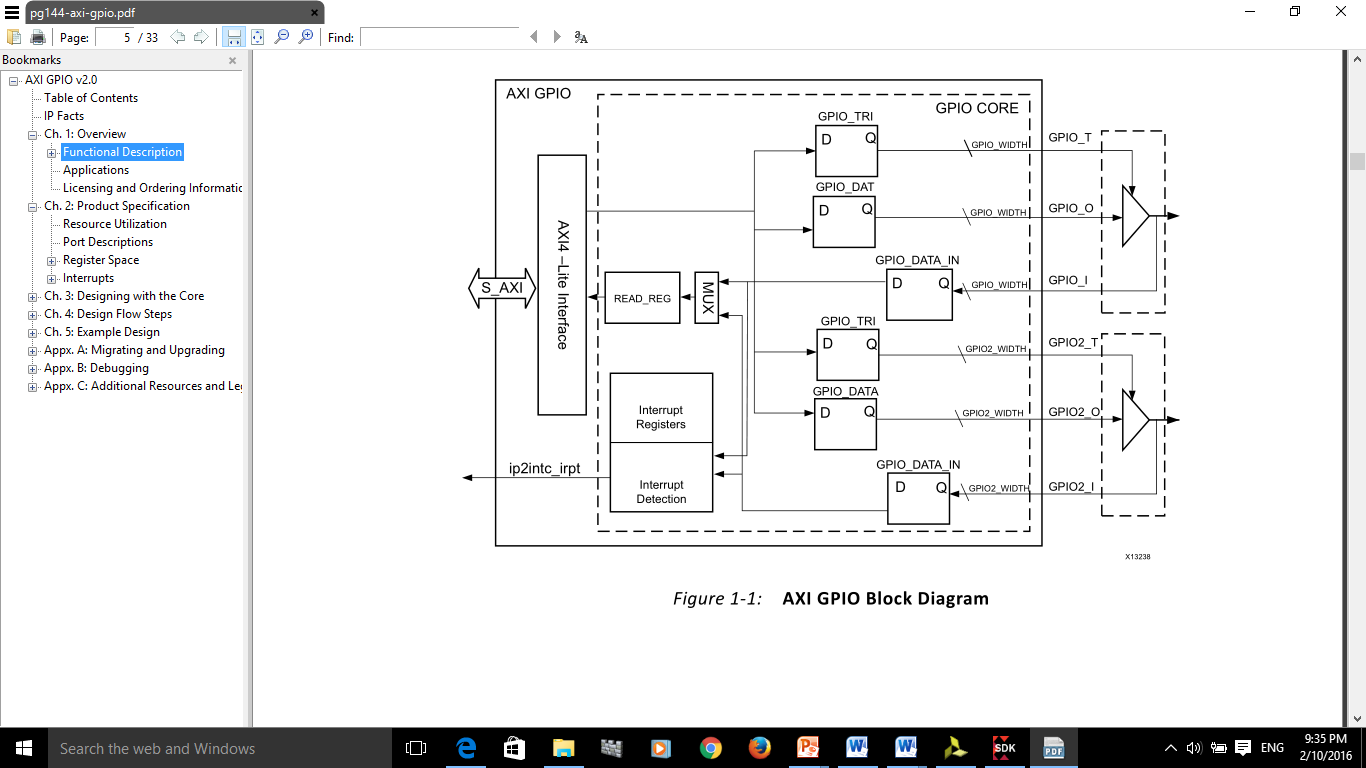 pg144-axi-gpio.pdf
Page: 5 / 33 Find:
Bookmarks
AXI GPIO v2.0
Table of Contents
IP Facts
Ch. 1: Overview
Functional Description
Applications
Licensing and Ordering Informatic
Ch. 2: Product Specification
Resource Utilization
Port Descriptions
Register Space
Interrupts
Ch. 3: Designing with the Core
Ch. 4: Design Flow Steps
Ch. 5: Example Design
Appx. A: Migrating and Upgrading
Appx. B: Debugging
Appx. C: Additional Resources and Le
AXI GPIO
GPIO CORE
GPIO_TRI
D Q
GPIO_WIDTH
GPIO_T
GPIO_DAT
D Q
GPIO_WIDTH
GPIO_O
GPIO_DATA_IN
D Q
GPIO_WIDTH
GPIO_I
S_AXI
AXI4 –Lite Interface
READ_REG
MUX
GPIO_TRI
D Q
GPIO2_WIDTH
GPIO2_T
GPIO_DATA
D Q
GPIO2_WIDTH
GPIO2_O
Interrupt
Registers
Interrupt
Detection
ip2intc_irpt
GPIO_DATA_IN
D Q
GPIO2_WIDTH
GPIO2_I
X13238
Figure 1-1: AXI GPIO Block Diagram
Search the web and Windows
SDK
PDF
ENG
9:35 PM
2/10/2016